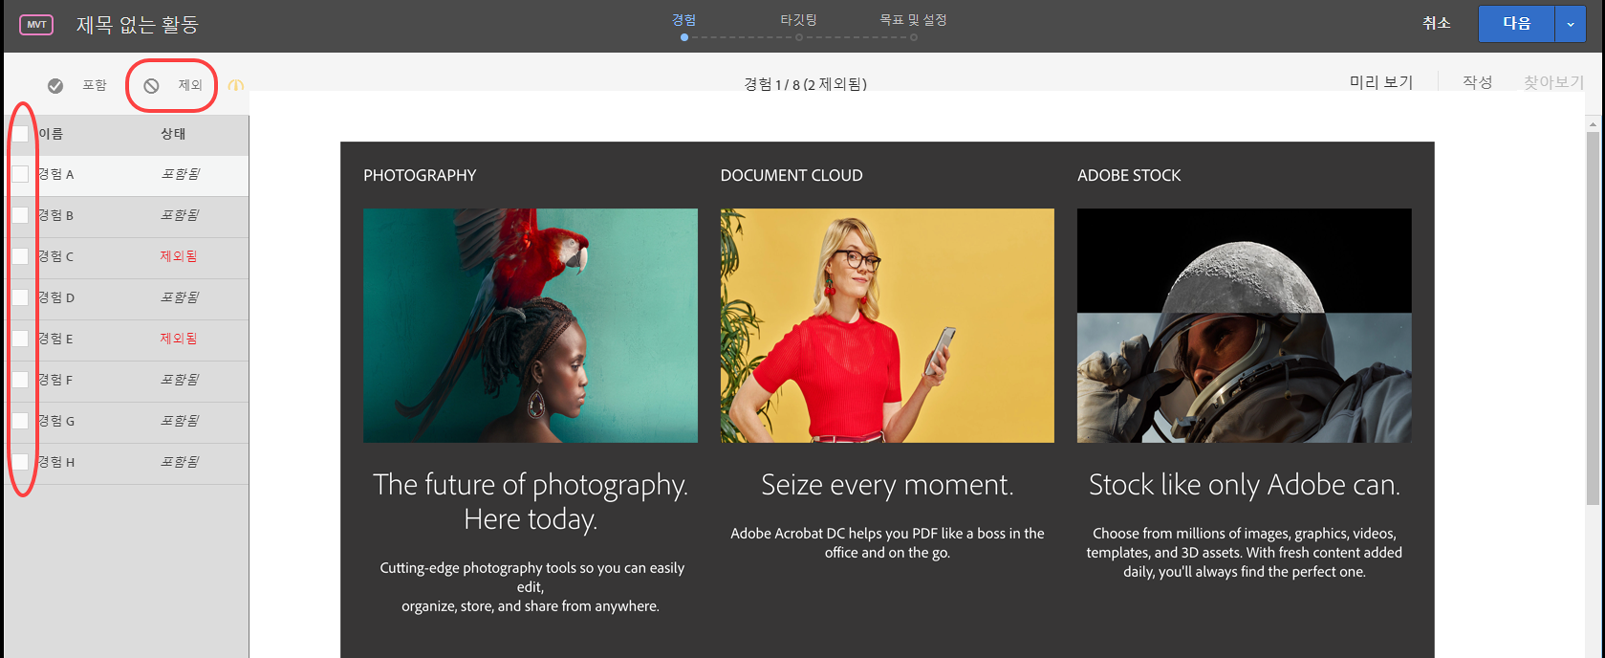 MVT 제목 없는 활동
경험 타깃팅 목표 및 설정
취소 다음
포함 제외
경험 1 / 8 (2 제외됨)
미리 보기 작성 찾아보기
이름 상태
경험 A 포함됨
경험 B 포함됨
경험 C 제외됨
경험 D 포함됨
경험 E 제외됨
경험 F 포함됨
경험 G 포함됨
경험 H 포함됨
PHOTOGRAPHY
The future of photography.
Here today.
Cutting-edge photography tools so you can easily
edit,
organize, store, and share from anywhere.
DOCUMENT CLOUD
Seize every moment.
Adobe Acrobat DC helps you PDF like a boss in the
office and on the go.
ADOBE STOCK
Stock like only Adobe can.
Choose from millions of images, graphics, videos,
templates, and 3D assets. With fresh content added
daily, you'll always find the perfect one.